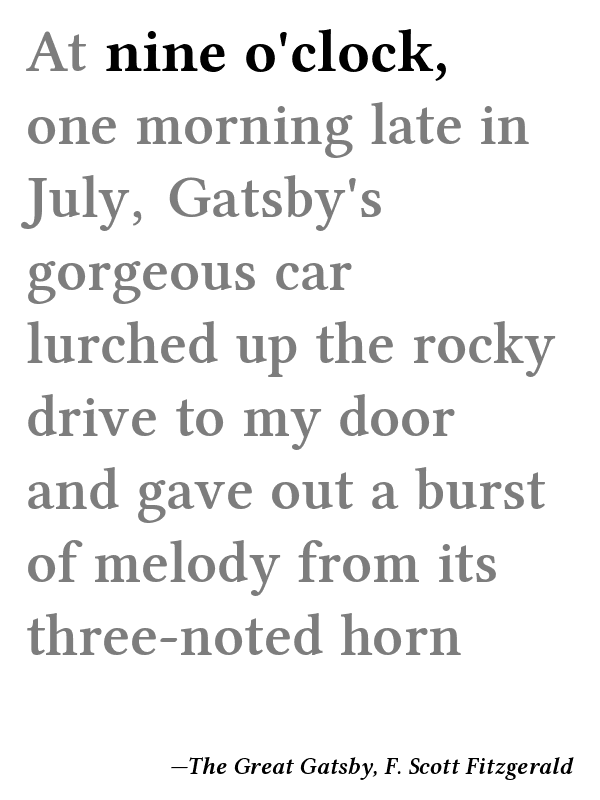 At nine o'clock,
one morning late in
July, Gatsby's
gorgeous car
lurched up the rocky
drive to my door
and gave out a burst
of melody from its
three-noted horn
—The Great Gatsby, F. Scott Fitzgerald